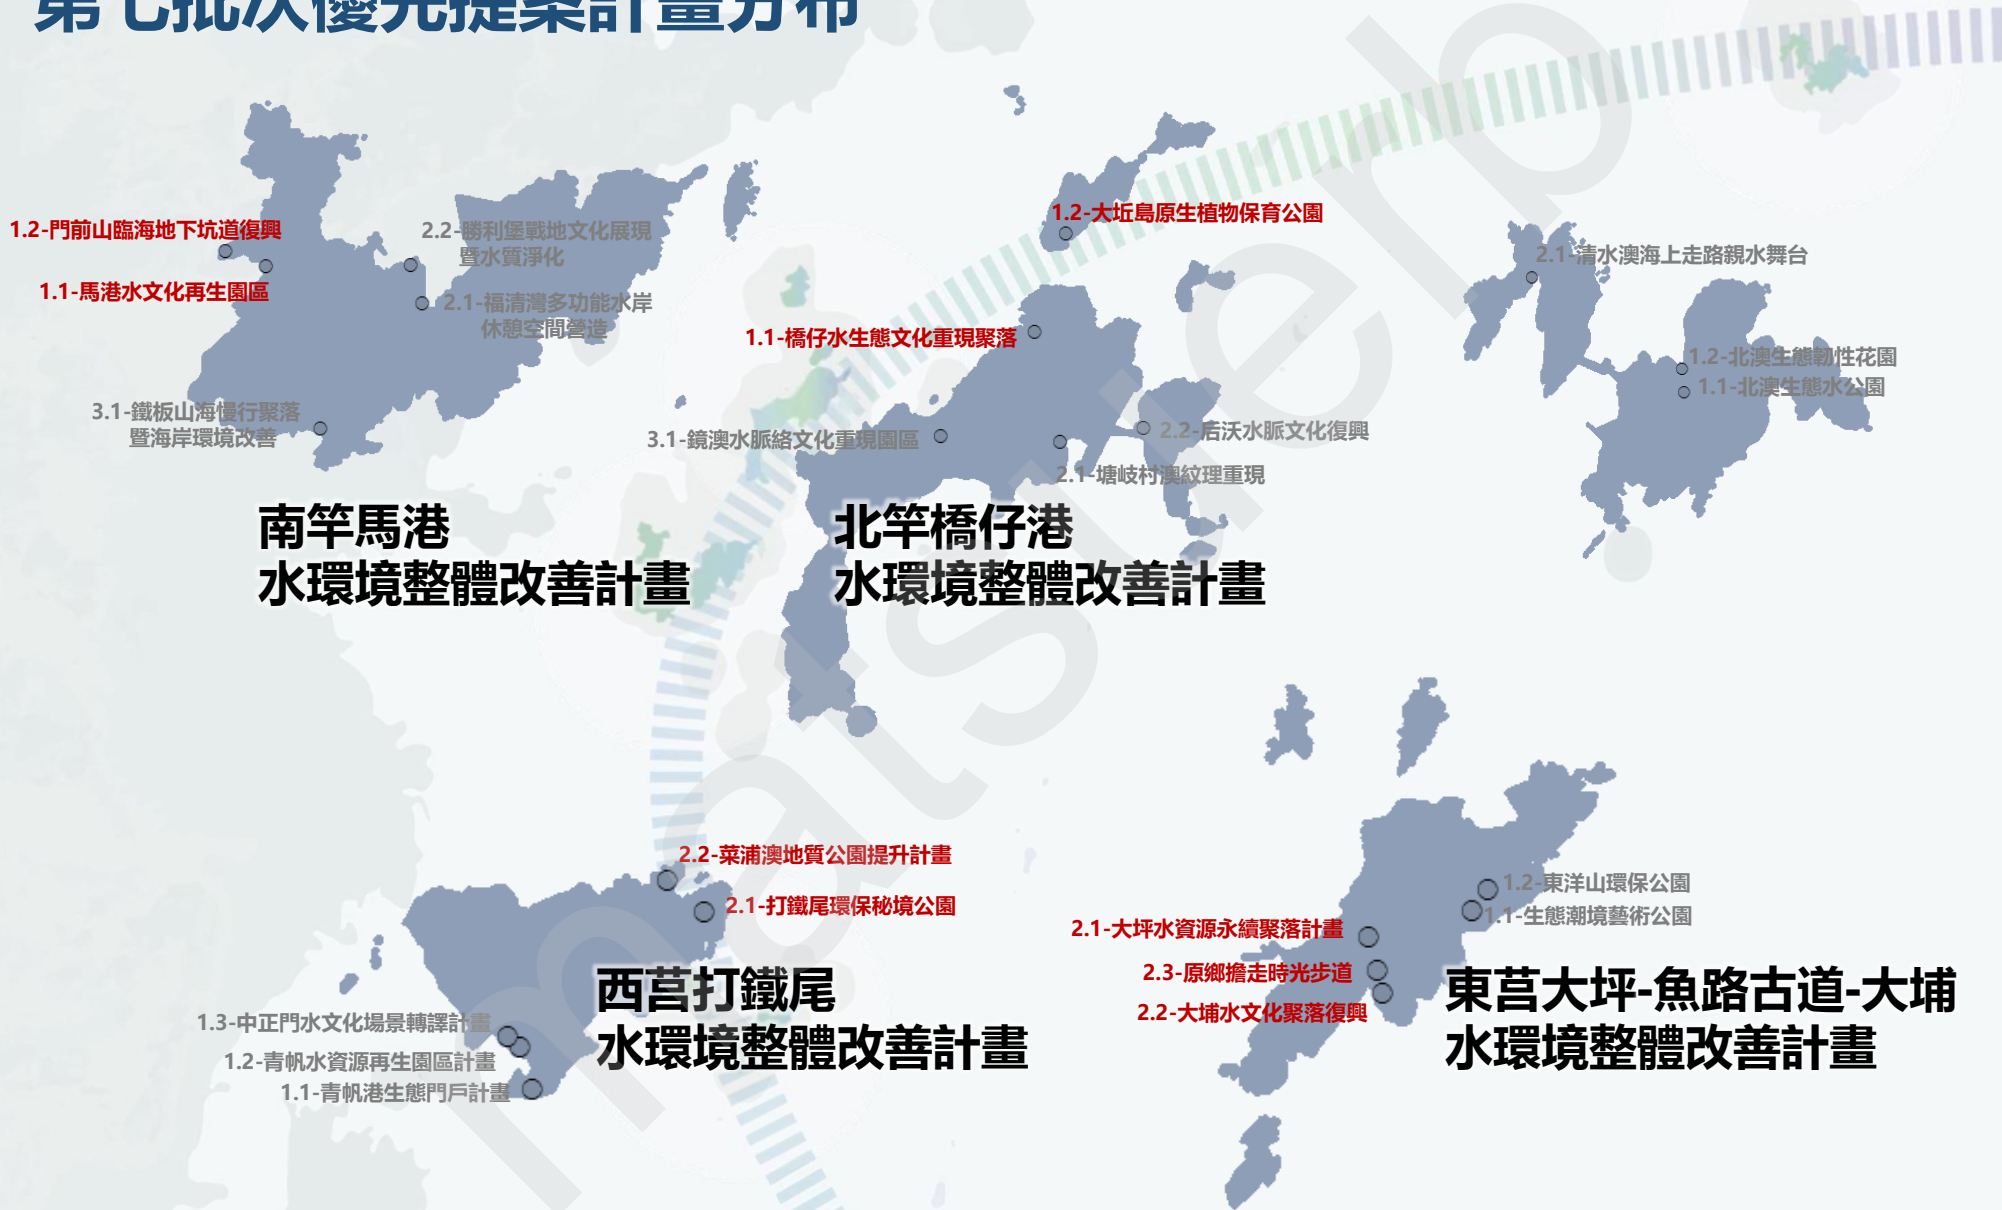 第七批次優先提案計畫分布
1.2-門前山臨海地下坑道復興
1.1-馬港水文化再生園區
2.2-勝利堡戰地文化展現
暨水質淨化
2.1-福清灣多功能水岸
休憩空間營造
3.1-鐵板山海慢行聚落
暨海岸環境改善
南竿馬港
水環境整體改善計畫
1.2-大坵島原生植物保育公園
1.1-橋仔水生態文化重現聚落
3.1-鏡澳水脈絡文化重現園區
2.2-后沃水脈文化復興
2.1-塘岐村澳紋理重現
北竿橋仔港
水環境整體改善計畫
2.1-清水澳海上走路親水舞台
1.2-北澳生態韌性花園
1.1-北澳生態水公園
2.2-菜浦澳地質公園提升計畫
2.1-打鐵尾環保秘境公園
西莒打鐵尾
水環境整體改善計畫
1.3-中正門水文化場景轉譯計畫
1.2-青帆水資源再生園區計畫
1.1-青帆港生態門戶計畫
1.2-東洋山環保公園
1.1-生態潮境藝術公園
2.1-大坪水資源永續聚落計畫
2.3-原鄉擔走時光步道
2.2-大埔水文化聚落復興
東莒大坪-魚路古道-大埔
水環境整體改善計畫
matsuerb